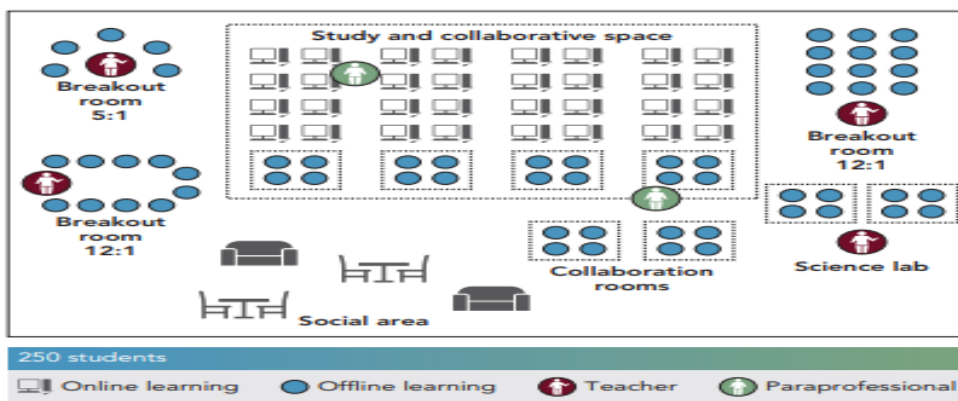 Study and collaborative space
Breakout
room
5:1
Breakout
room
12:1
Breakout
room
12:1
Science lab
Collaboration
rooms
Social area
250 students
Online learning
Offline learning
Teacher
Paraprofessional